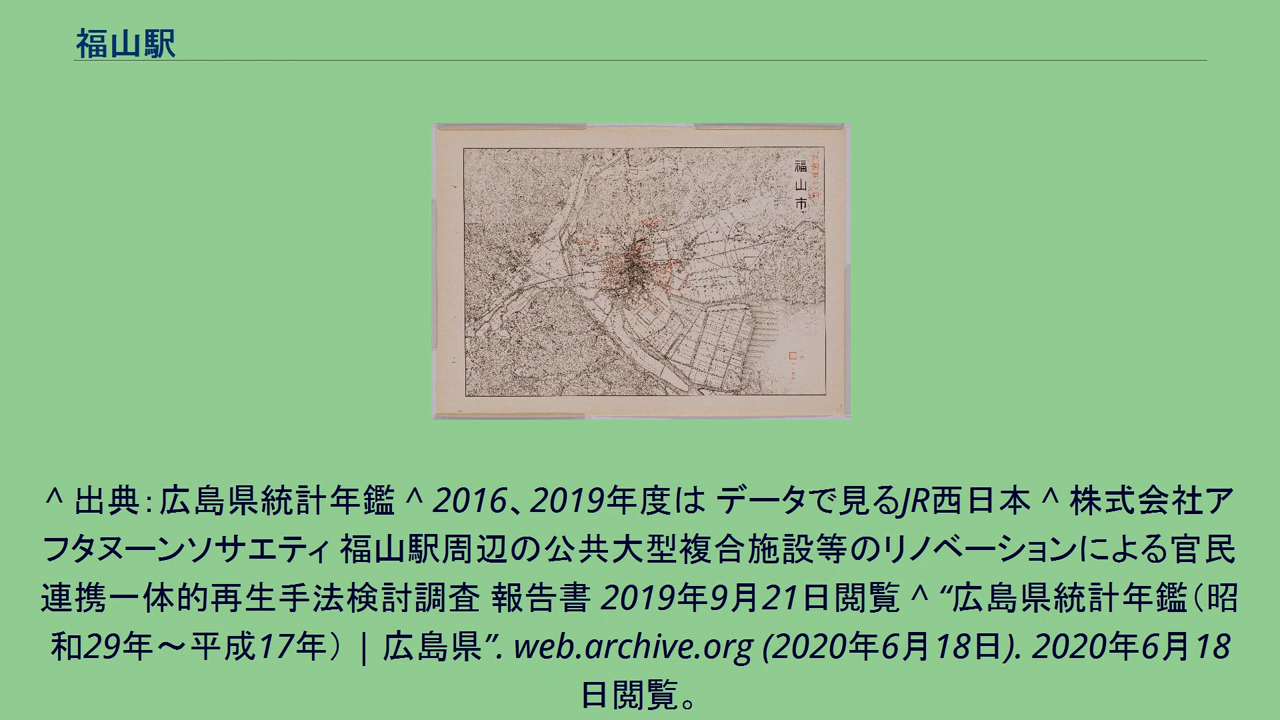 福山駅
福山市
^ 出典：広島県統計年鑑 ^ 2016、2019年度は データで見るJR西日本 ^ 株式会社ア
フタヌーンソサエティ 福山駅周辺の公共大型複合施設等のリノベーションによる官民
連携一体的再生手法検討調査 報告書 2019年9月21日閲覧 ^ “広島県統計年鑑（昭
和29年～平成17年） | 広島県”. web.archive.org (2020年6月18日). 2020年6月18
日閲覧。